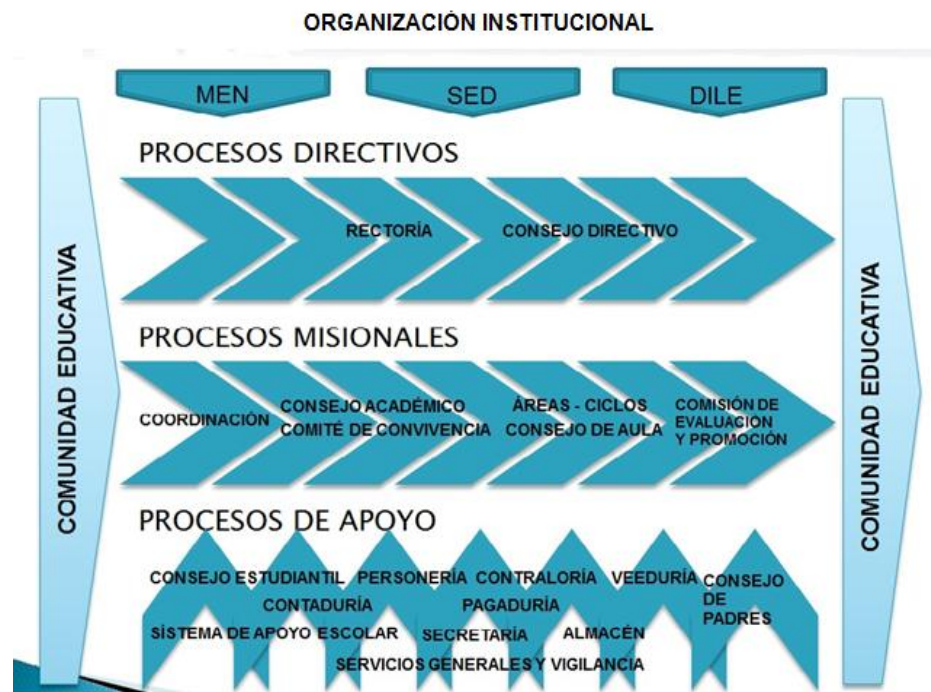 ORGANIZACIÓN INSTITUCIONAL
MEN
SED
DILE
COMUNIDAD EDUCATIVA
PROCESOS DIRECTIVOS
RECTORÍA
CONSEJO DIRECTIVO
PROCESOS MISIONALES
COORDINACIÓN
CONSEJO ACADÉMICO
COMITÉ DE CONVIVENCIA
ÁREAS - CICLOS
CONSEJO DE AULA
COMISIÓN DE
EVALUACIÓN
Y PROMOCIÓN
PROCESOS DE APOYO
CONSEJO ESTUDIANTIL
PERSONERÍA
CONTRALORÍA
VEEDURÍA
CONSEJO
DE
PADRES
CONTADURÍA
PAGADURÍA
SÍSTEMA DE APOYO ESCOLAR
SECRETARÍA
ALMACÉN
SERVICIOS GENERALES Y VIGILANCIA
COMUNIDAD EDUCATIVA